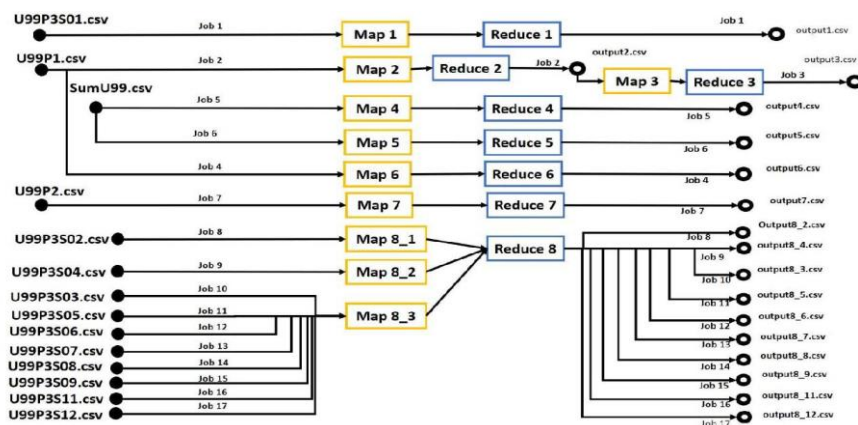 U99P3S01.csv
Job 1
Map 1
Reduce 1
Job 1
output1.csv
U99P1.csv
Job 2
Map 2
Reduce 2
Job 2
output2.csv
Map 3
Reduce 3
Job 3
output3.csv
SumU99.csv
Job 5
Map 4
Reduce 4
Job 5
output4.csv
Job 6
Map 5
Reduce 5
Job 6
output5.csv
Job 4
Map 6
Reduce 6
Job 4
output6.csv
U99P2.csv
Job 7
Map 7
Reduce 7
Job 7
output7.csv
U99P3S02.csv
Job 8
Map 8_1
Reduce 8
Job 8
Output8_2.csv
U99P3S04.csv
Job 9
Map 8_2
Job 9
output8_4.csv
U99P3S03.csv
Job 10
Map 8_3
Job 10
output8_3.csv
U99P3S05.csv
Job 11
Job 11
output8_5.csv
U99P3S06.csv
Job 12
Job 12
output8_6.csv
U99P3S07.csv
Job 13
Job 13
output8_7.csv
U99P3S08.csv
Job 14
Job 14
output8_8.csv
U99P3S09.csv
Job 15
Job 15
output8_9.csv
U99P3S11.csv
Job 16
Job 16
output8_11.csv
U99P3S12.csv
Job 17
Job 17
output8_12.csv